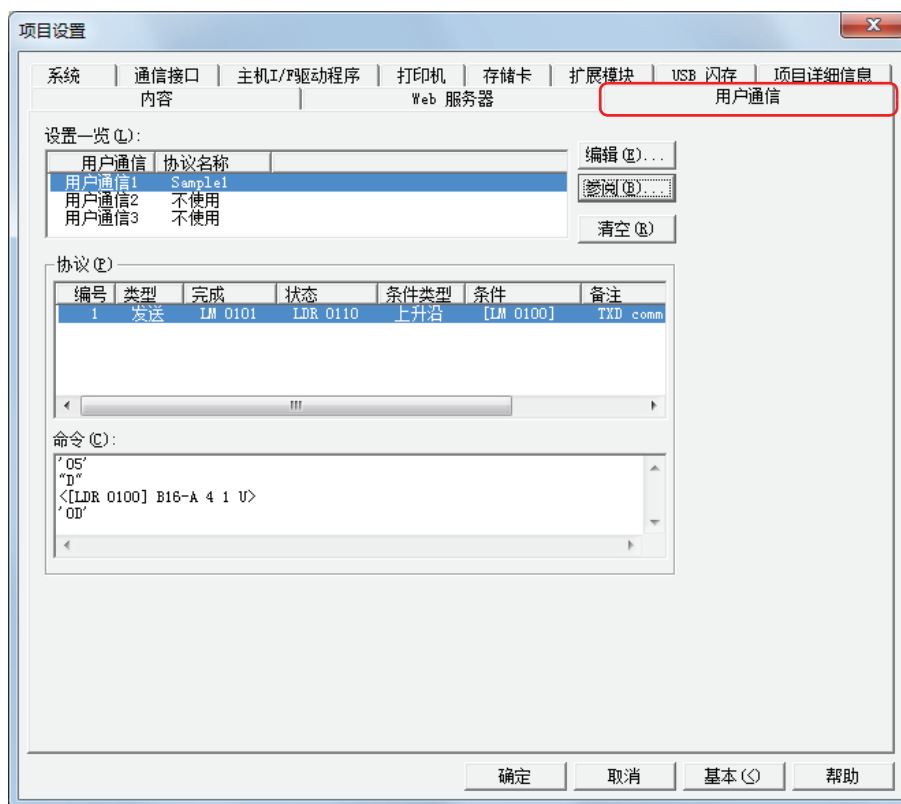 项目设置
系统 通信接口 主机I/F驱动程序 打印机 存储卡 扩展模块 USB 闪存 项目详细信息
内容 Web 服务器 用户通信
设置一览(L):
用户通信 协议名称
用户通信1 Sample1
用户通信2 不使用
用户通信3 不使用
编辑(E)...
参阅(B)...
清空(R)
协议(P)
编号 类型 完成 状态 条件类型 条件 备注
1 发送 LM 0101 LDR 0110 上升沿 [LM 0100] TXD comm
命令(C):
'05'
"D"
<[LDR 0100] B16-A 4 1 U>
'0D'
确定 取消 基本(<) 帮助